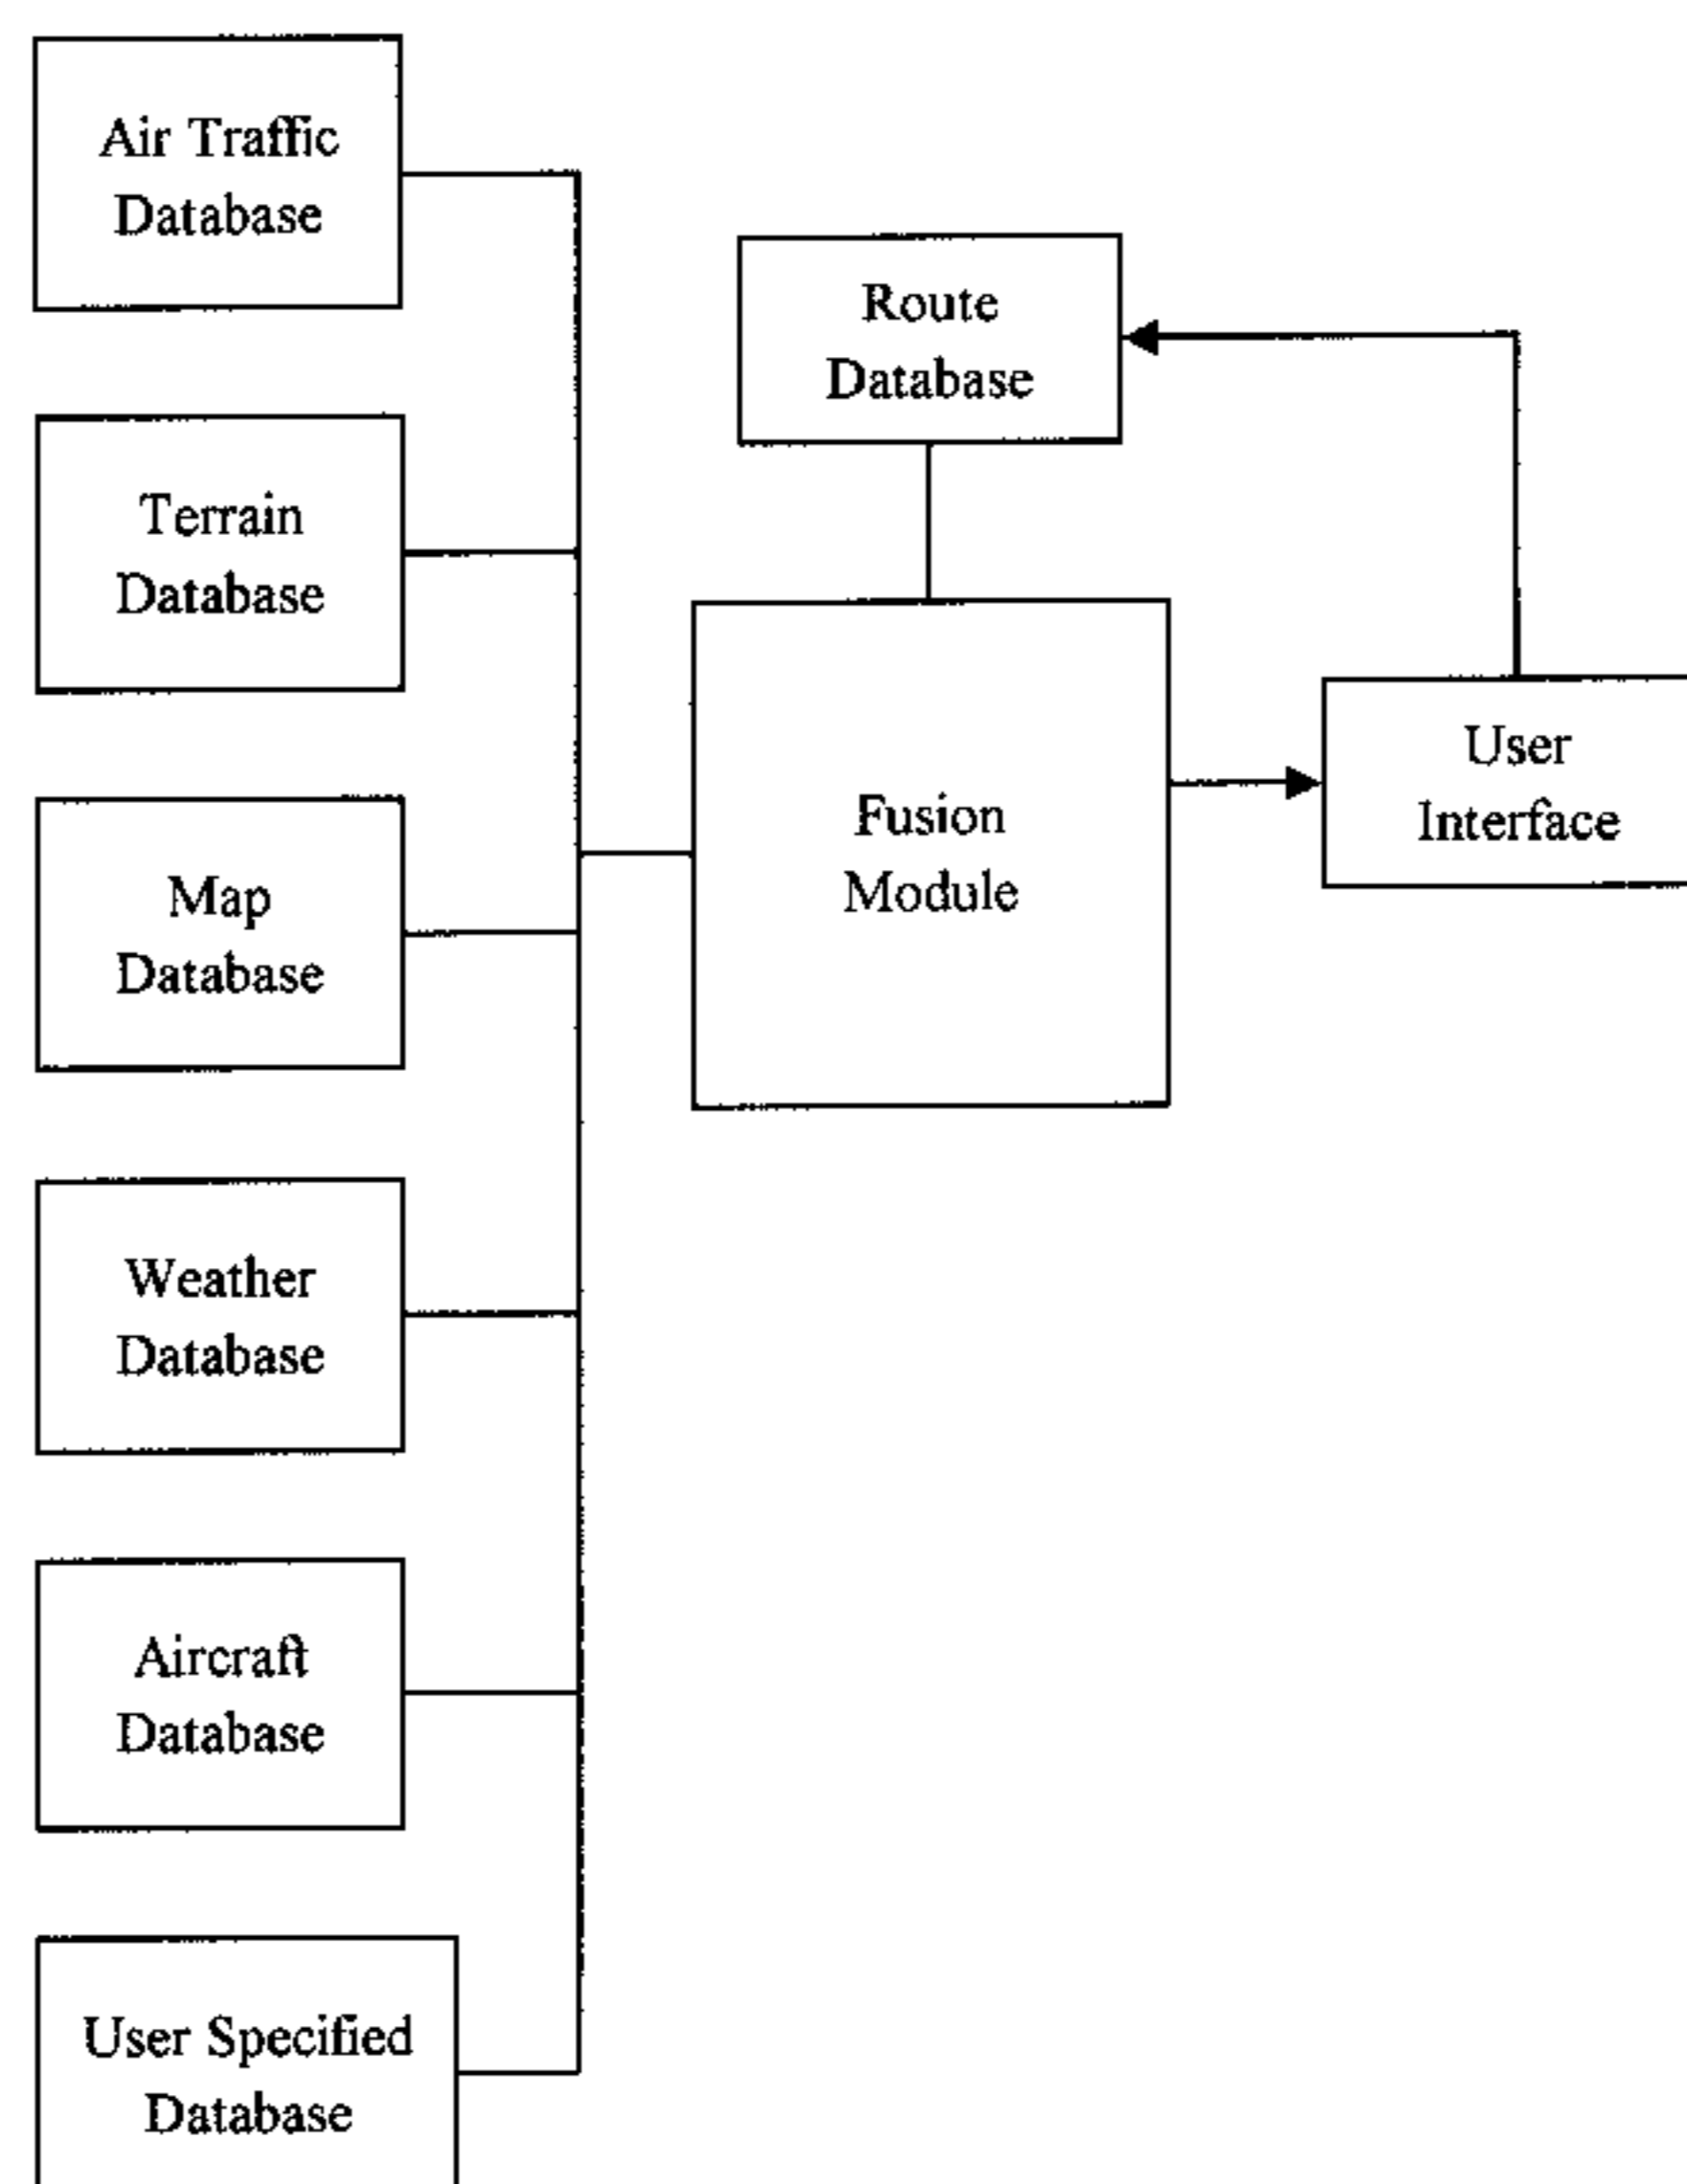 Air Traffic
Database
Route
Database
Terrain
Database
User
Interface
Fusion
Module
Map
Database
Weather
Database
Aircraft
Database
User Specified
Database